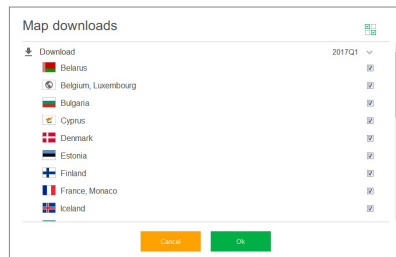 Map downloads
Download 2017Q1
Belarus
Belgium, Luxembourg
Bulgaria
Cyprus
Denmark
Estonia
Finland
France, Monaco
Iceland
Cancel Ok